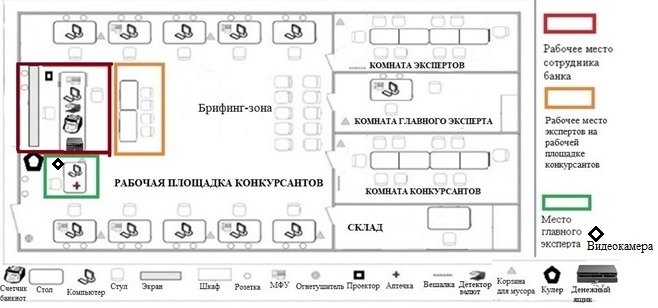 КОМНАТА ЭКСПЕРТОВ
Брифинг-зона
КОМНАТА ГЛАВНОГО ЭКСПЕРТА
РАБОЧАЯ ПЛОЩАДКА КОНКУРСАНТОВ
КОМНАТА КОНКУРСАНТОВ
СКЛАД
Рабочее место
сотрудника
банка
Рабочее место
экспертов на
рабочей
площадке
конкурсантов
Место
главного
эксперта
Видеокамера
Счетчик
банкнот
Стол
Компьютер
Стул
Экран
Шкаф
Розетка
МФУ
Огнетушитель
Проектор
Аптечка
Вешалка
Детектор
валют
Корзина
для мусора
Кулер
Денежный
ящик